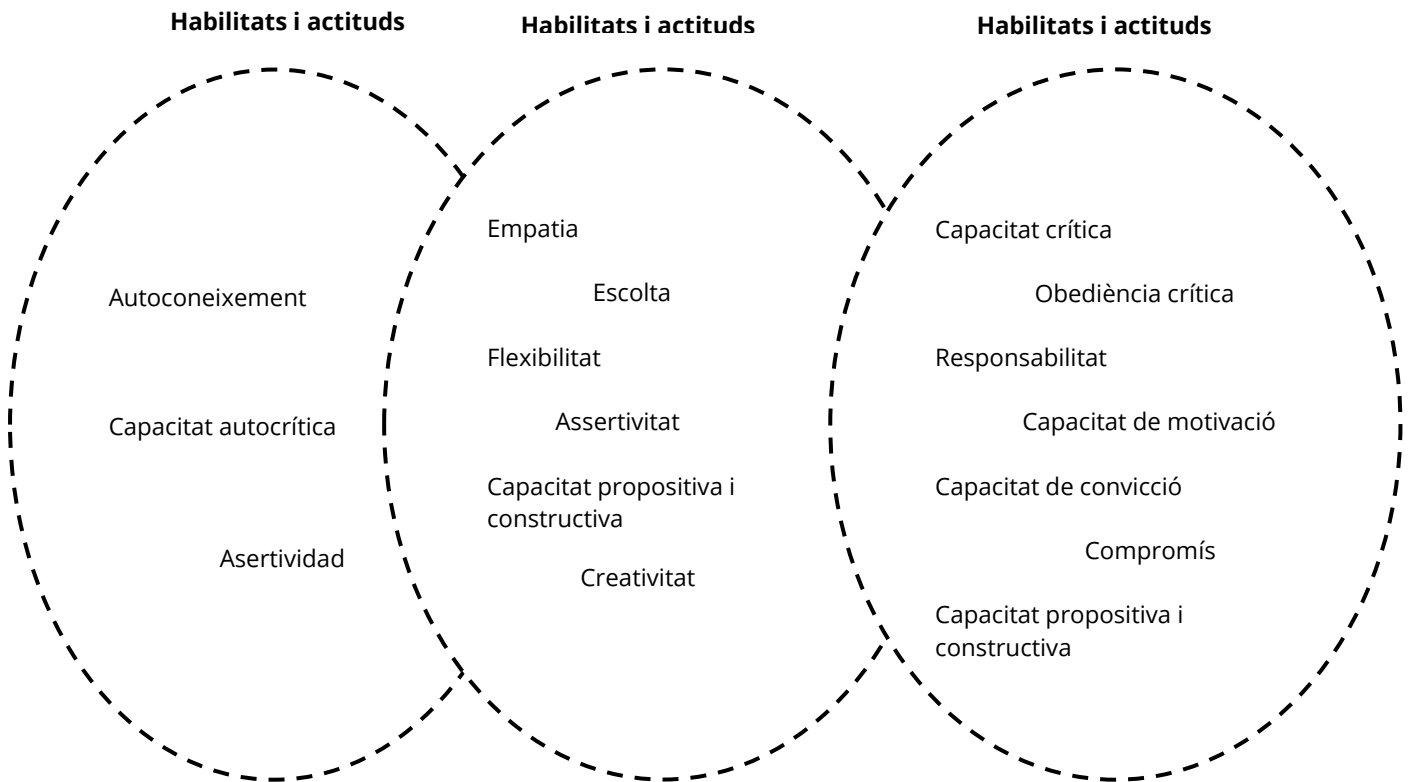 Habilitats i actituds
Autoconeixement
Capacitat autocrítica
Asertividad
Habilitats i actituds
Empatia
Escolta
Flexibilitat
Assertivitat
Capacitat propositiva i
constructiva
Creativitat
Habilitats i actituds
Capacitat crítica
Obediència crítica
Responsabilitat
Capacitat de motivació
Capacitat de convicció
Compromís
Capacitat propositiva i
constructiva